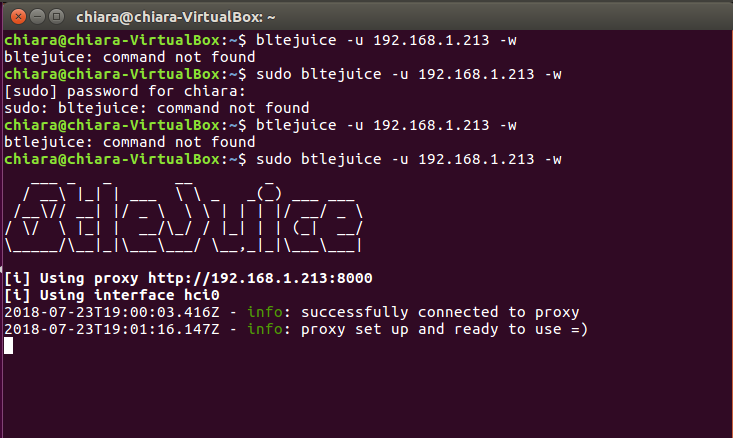 chiara@chiara-VirtualBox: ~
chiara@chiara-VirtualBox:~$ bltejuice -u 192.168.1.213 -w
bltejuice: command not found
chiara@chiara-VirtualBox:~$ sudo bltejuice -u 192.168.1.213 -w
[sudo] password for chiara:
sudo: bltejuice: command not found
chiara@chiara-VirtualBox:~$ btlejuice -u 192.168.1.213 -w
btlejuice: command not found
chiara@chiara-VirtualBox:~$ sudo btlejuice -u 192.168.1.213 -w
BtleJuice
[i] Using proxy http://192.168.1.213:8000
[i] Using interface hci0
2018-07-23T19:00:03.416Z - info: successfully connected to proxy
2018-07-23T19:01:16.147Z - info: proxy set up and ready to use =)